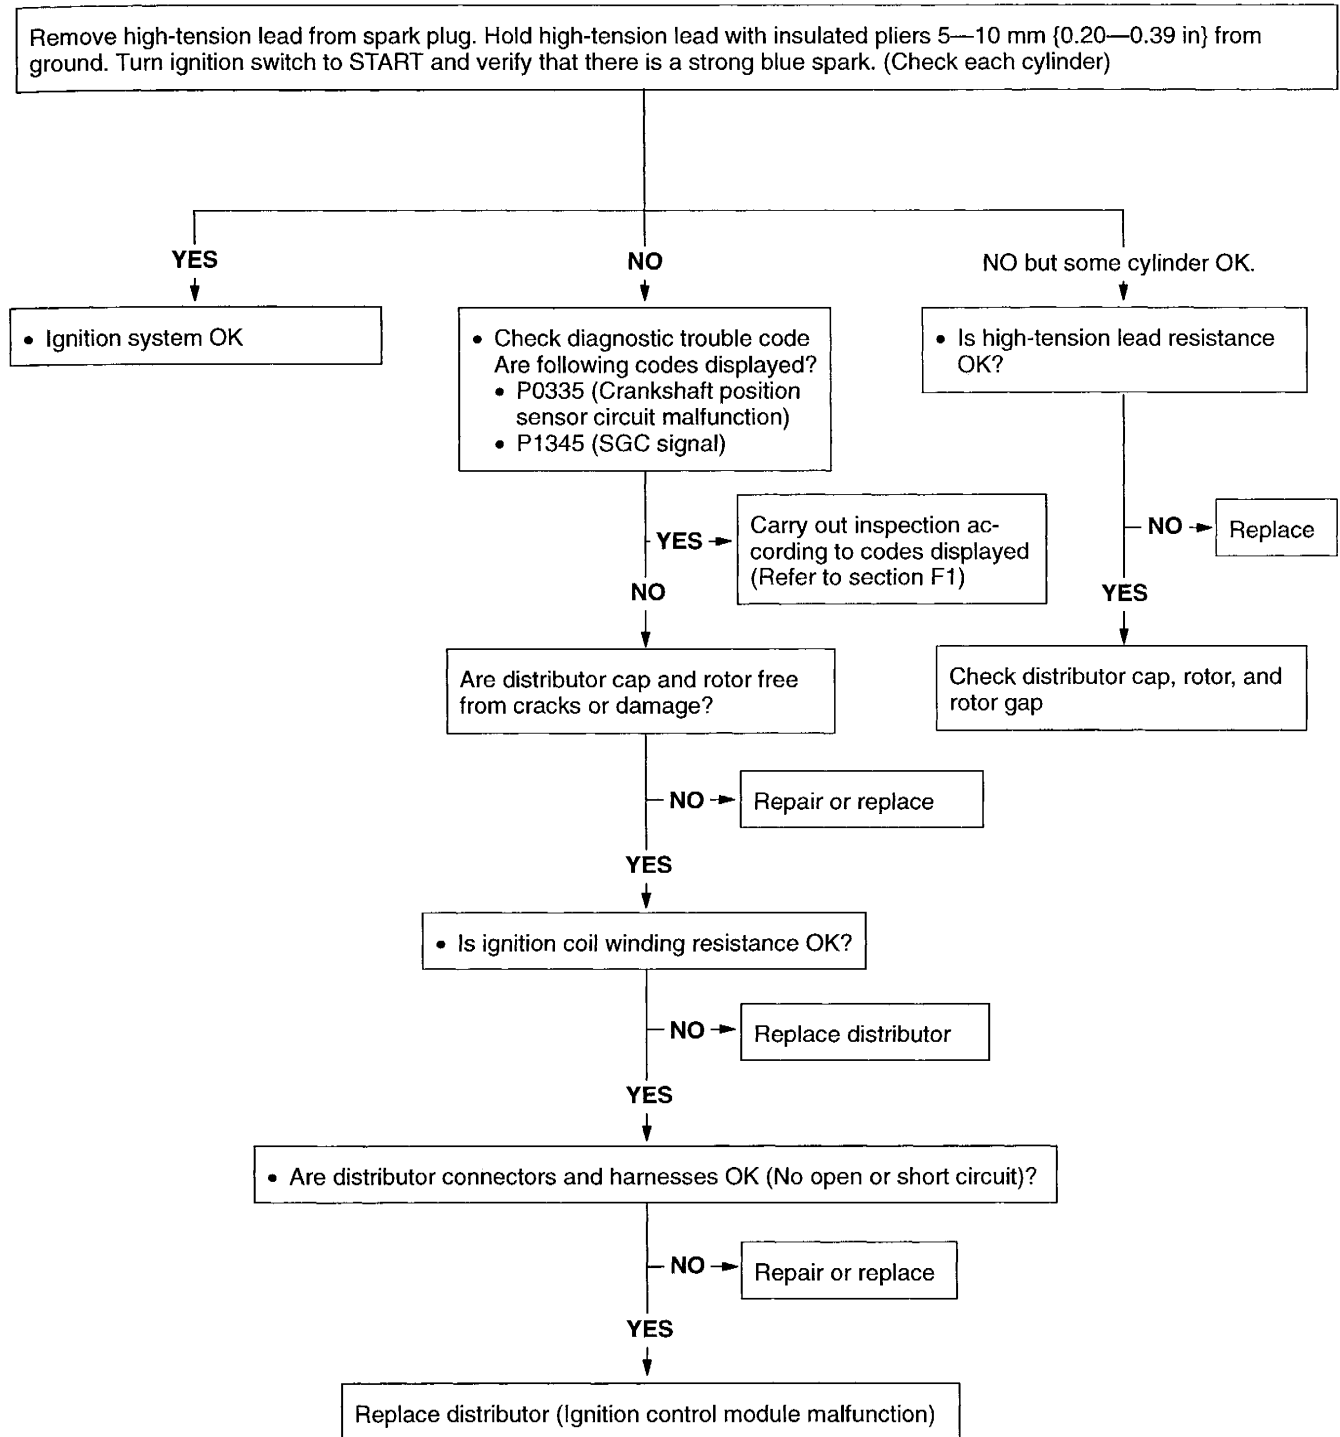 Remove high-tension lead from spark plug. Hold high-tension lead with insulated pliers 5—10 mm {0.20—0.39 in} from
ground. Turn ignition switch to START and verify that there is a strong blue spark. (Check each cylinder)
YES
NO
NO but some cylinder OK.
• Ignition system OK
• Check diagnostic trouble code
Are following codes displayed?
• P0335 (Crankshaft position
sensor circuit malfunction)
• P1345 (SGC signal)
• Is high-tension lead resistance
OK?
YES
Carry out inspection ac-
cording to codes displayed
(Refer to section F1)
NO
Replace
NO
YES
Are distributor cap and rotor free
from cracks or damage?
Check distributor cap, rotor, and
rotor gap
NO
Repair or replace
YES
• Is ignition coil winding resistance OK?
NO
Replace distributor
YES
• Are distributor connectors and harnesses OK (No open or short circuit)?
NO
Repair or replace
YES
Replace distributor (Ignition control module malfunction)